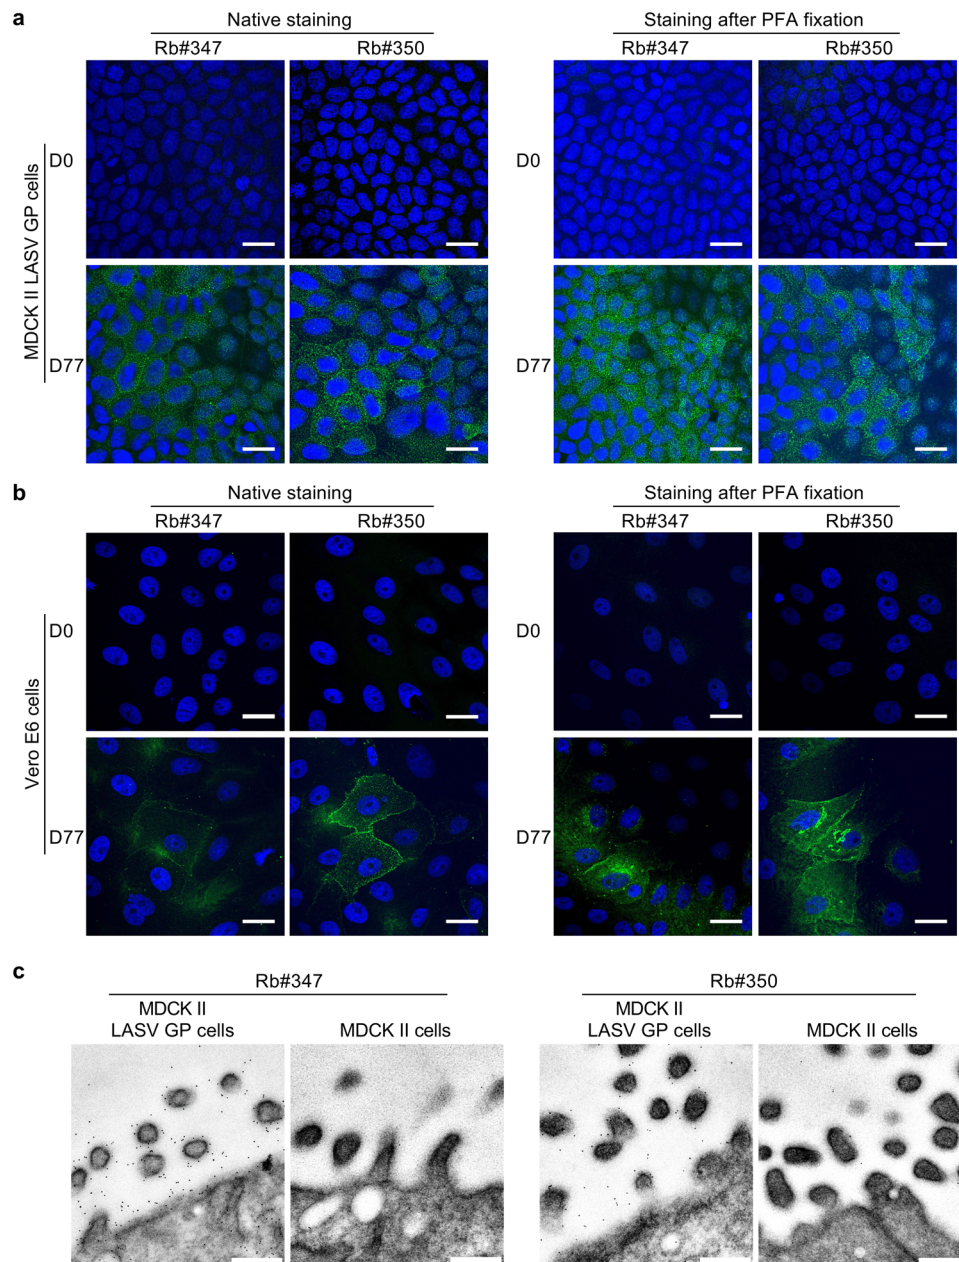 a
Native staining
Staining after PFA fixation
Rb#347
Rb#350
Rb#347
Rb#350
MDCK II LASV GP cells
D0
D0
D77
D77
b
Native staining
Staining after PFA fixation
Rb#347
Rb#350
Rb#347
Rb#350
Vero E6 cells
D0
D0
D77
D77
c
Rb#347
Rb#350
MDCK II
LASV GP cells
MDCK II cells
MDCK II
LASV GP cells
MDCK II cells